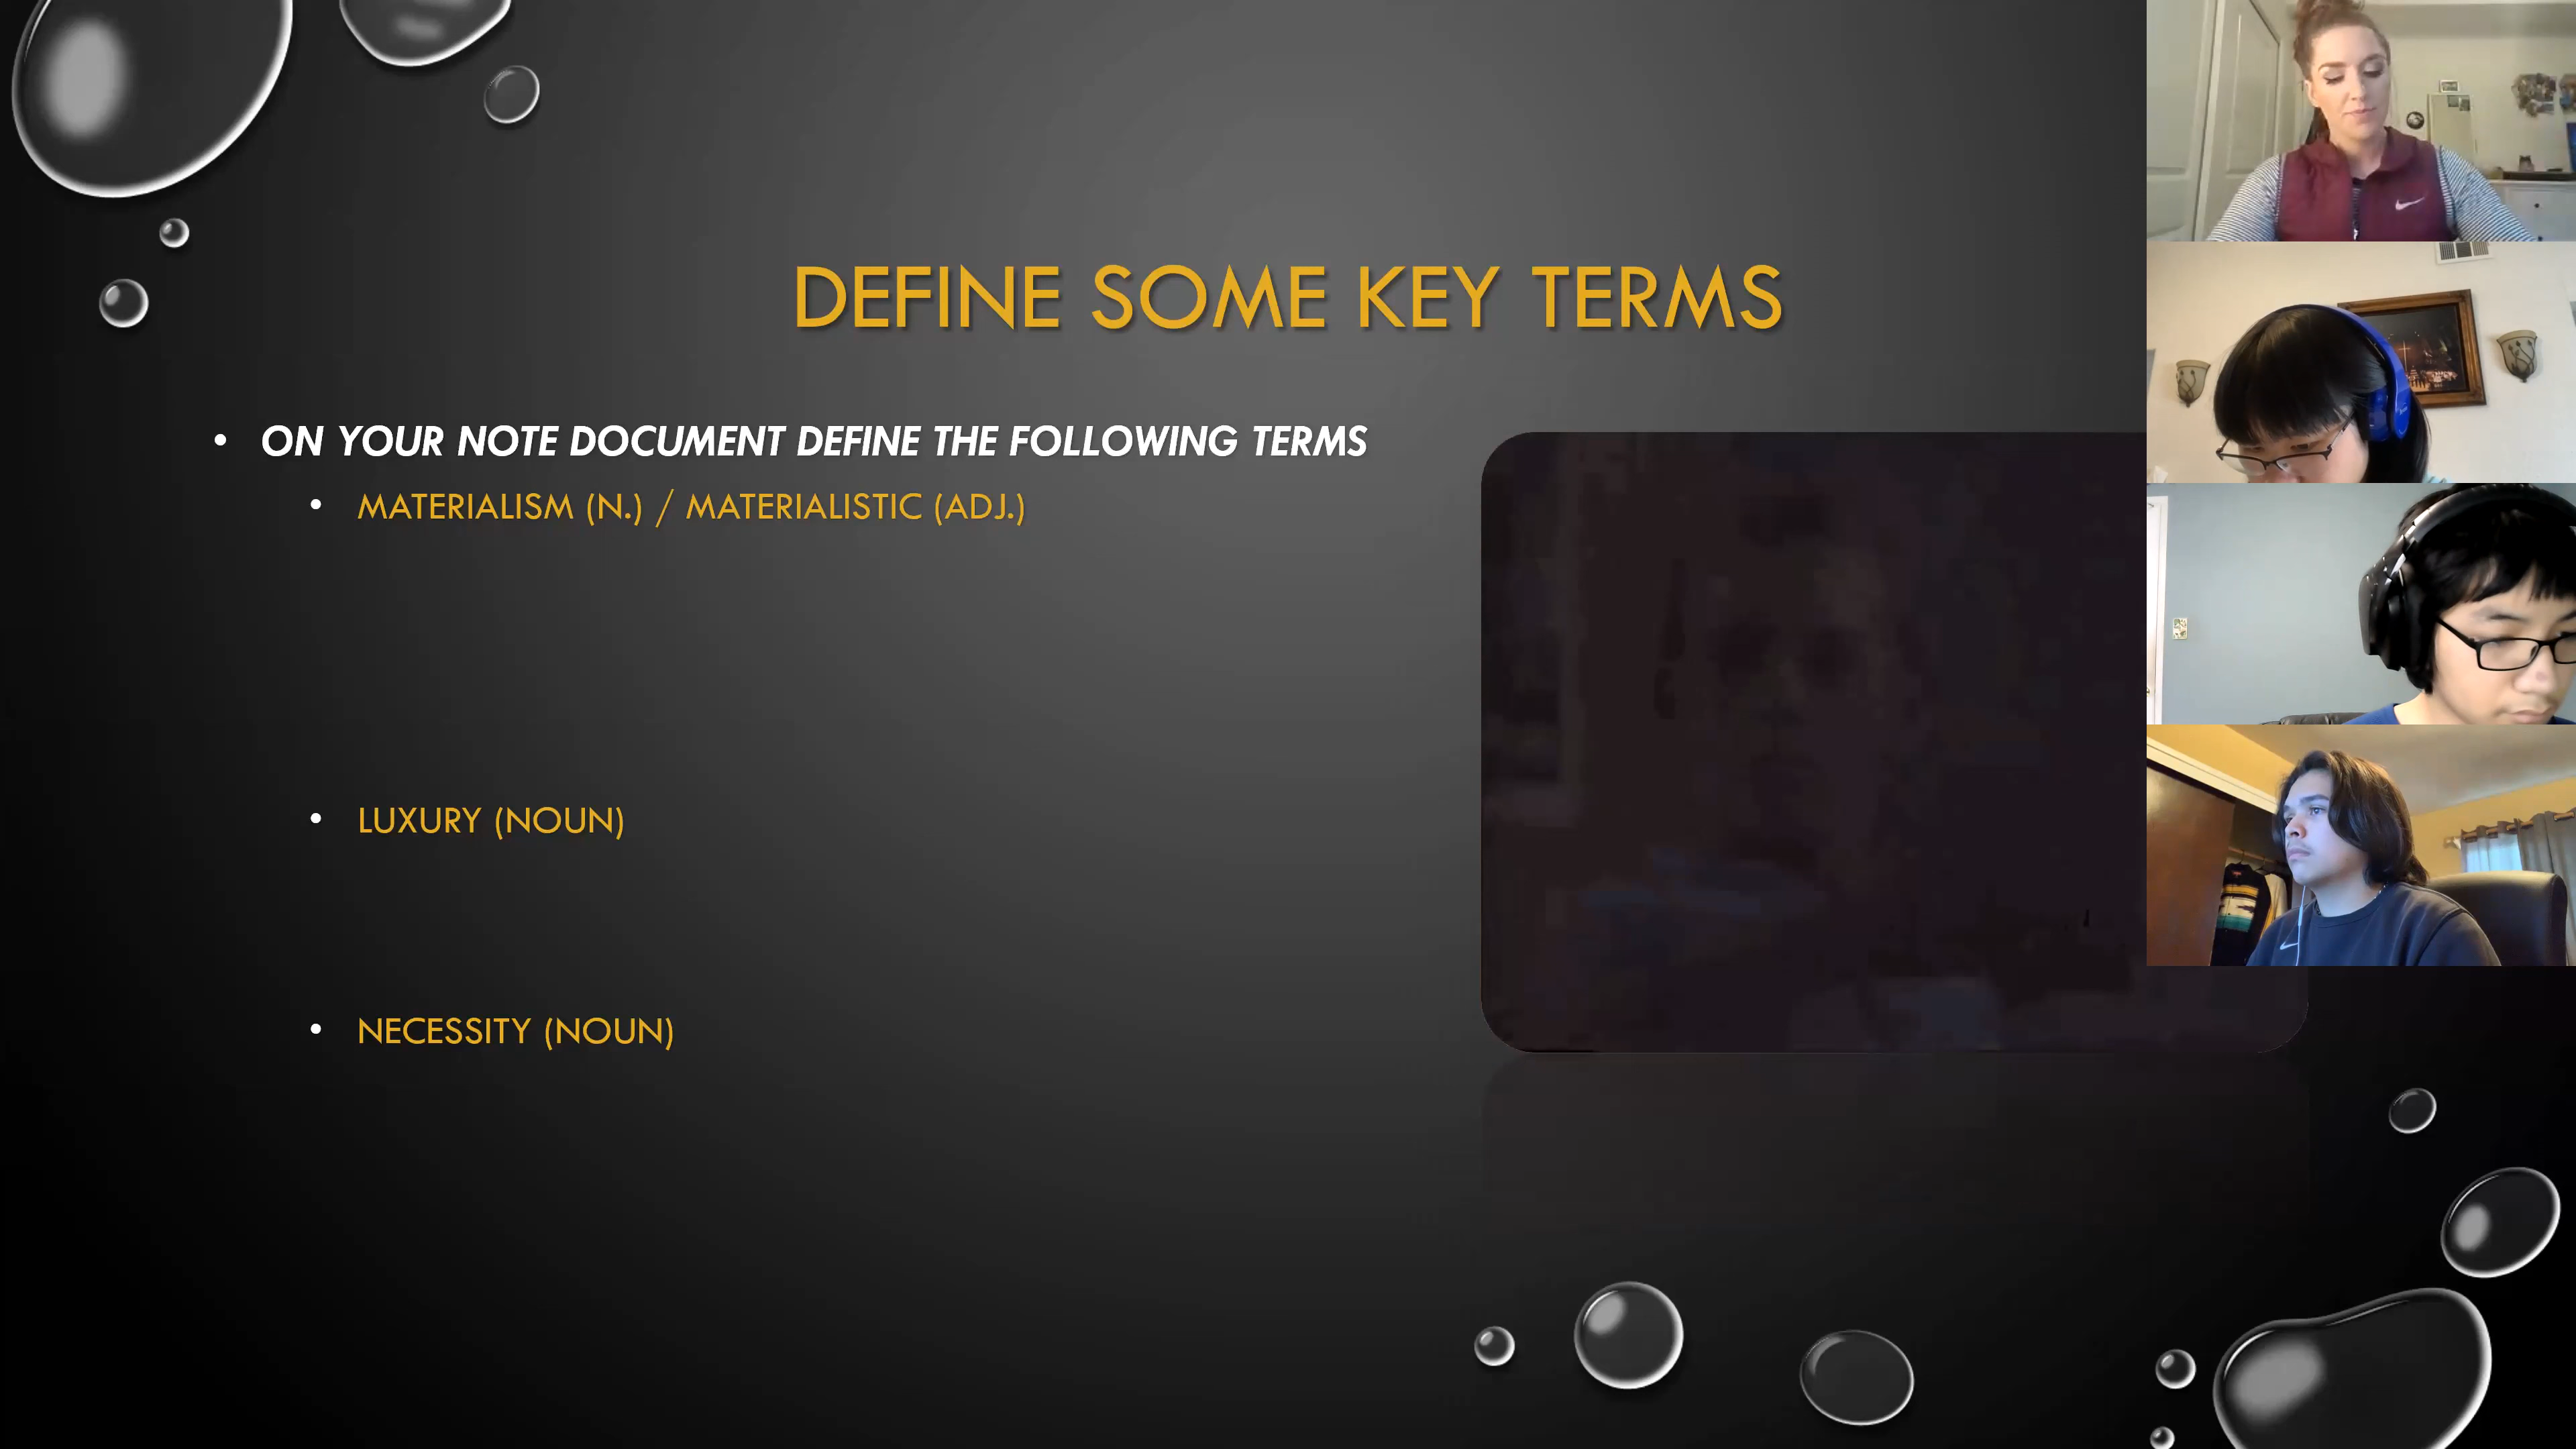 DEFINE SOME KEY TERMS
ON YOUR NOTE DOCUMENT DEFINE THE FOLLOWING TERMS
MATERIALISM (N.) / MATERIALISTIC (ADJ.)
LUXURY (NOUN)
NECESSITY (NOUN)